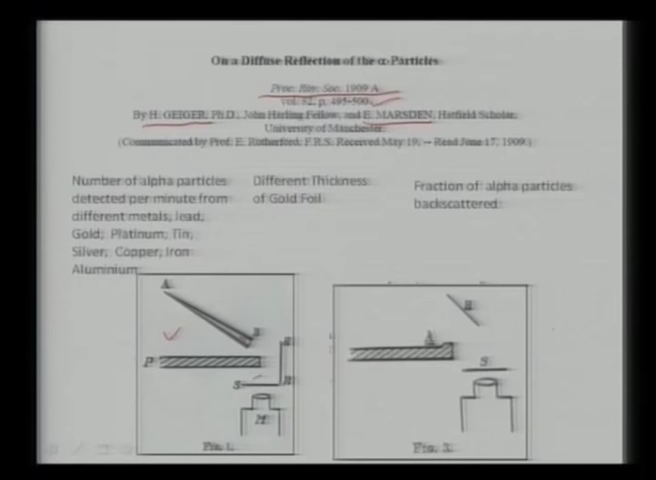 On a Diffuse Reflection of the α-Particles
Proc. Roy. Soc. 1909 A
vol. 82, p. 495-500
By H. GEIGER, Ph.D., John Harling Fellow, and E. MARSDEN, Hatfield Scholar,
University of Manchester
(Communicated by Prof. E. Rutherford, F.R.S. Received May 19, -- Read June 17, 1909.)
Number of alpha particles
detected per minute from
different metals, lead,
Gold; Platinum; Tin;
Silver; Copper; Iron
Aluminium
Different Thickness
of Gold Foil
Fraction of alpha particles
backscattered
A
B
P
R
S
R
M
Fig. 1.
R
A
S
Fig. 3.